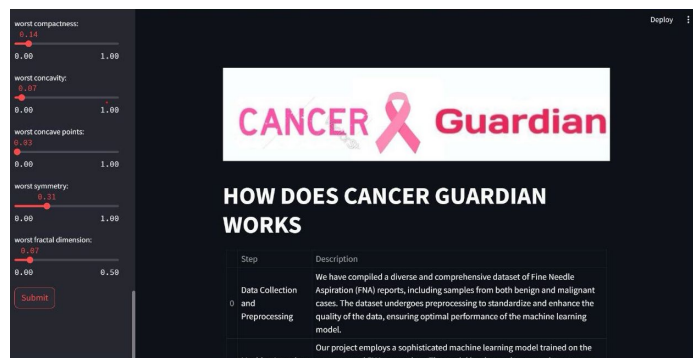 worst compactness:
0.14
0.00 1.00
worst concavity:
0.07
0.00 1.00
worst concave points:
0.03
0.00 1.00
worst symmetry:
0.31
0.00 1.00
worst fractal dimension:
0.07
0.00 0.50
Submit
Deploy
CANCER Guardian
HOW DOES CANCER GUARDIAN
WORKS
Step Description
0
Data Collection
and
Preprocessing
We have compiled a diverse and comprehensive dataset of Fine Needle
Aspiration (FNA) reports, including samples from both benign and malignant
cases. The dataset undergoes preprocessing to standardize and enhance the
quality of the data, ensuring optimal performance of the machine learning
model.
Our project employs a sophisticated machine learning model trained on the